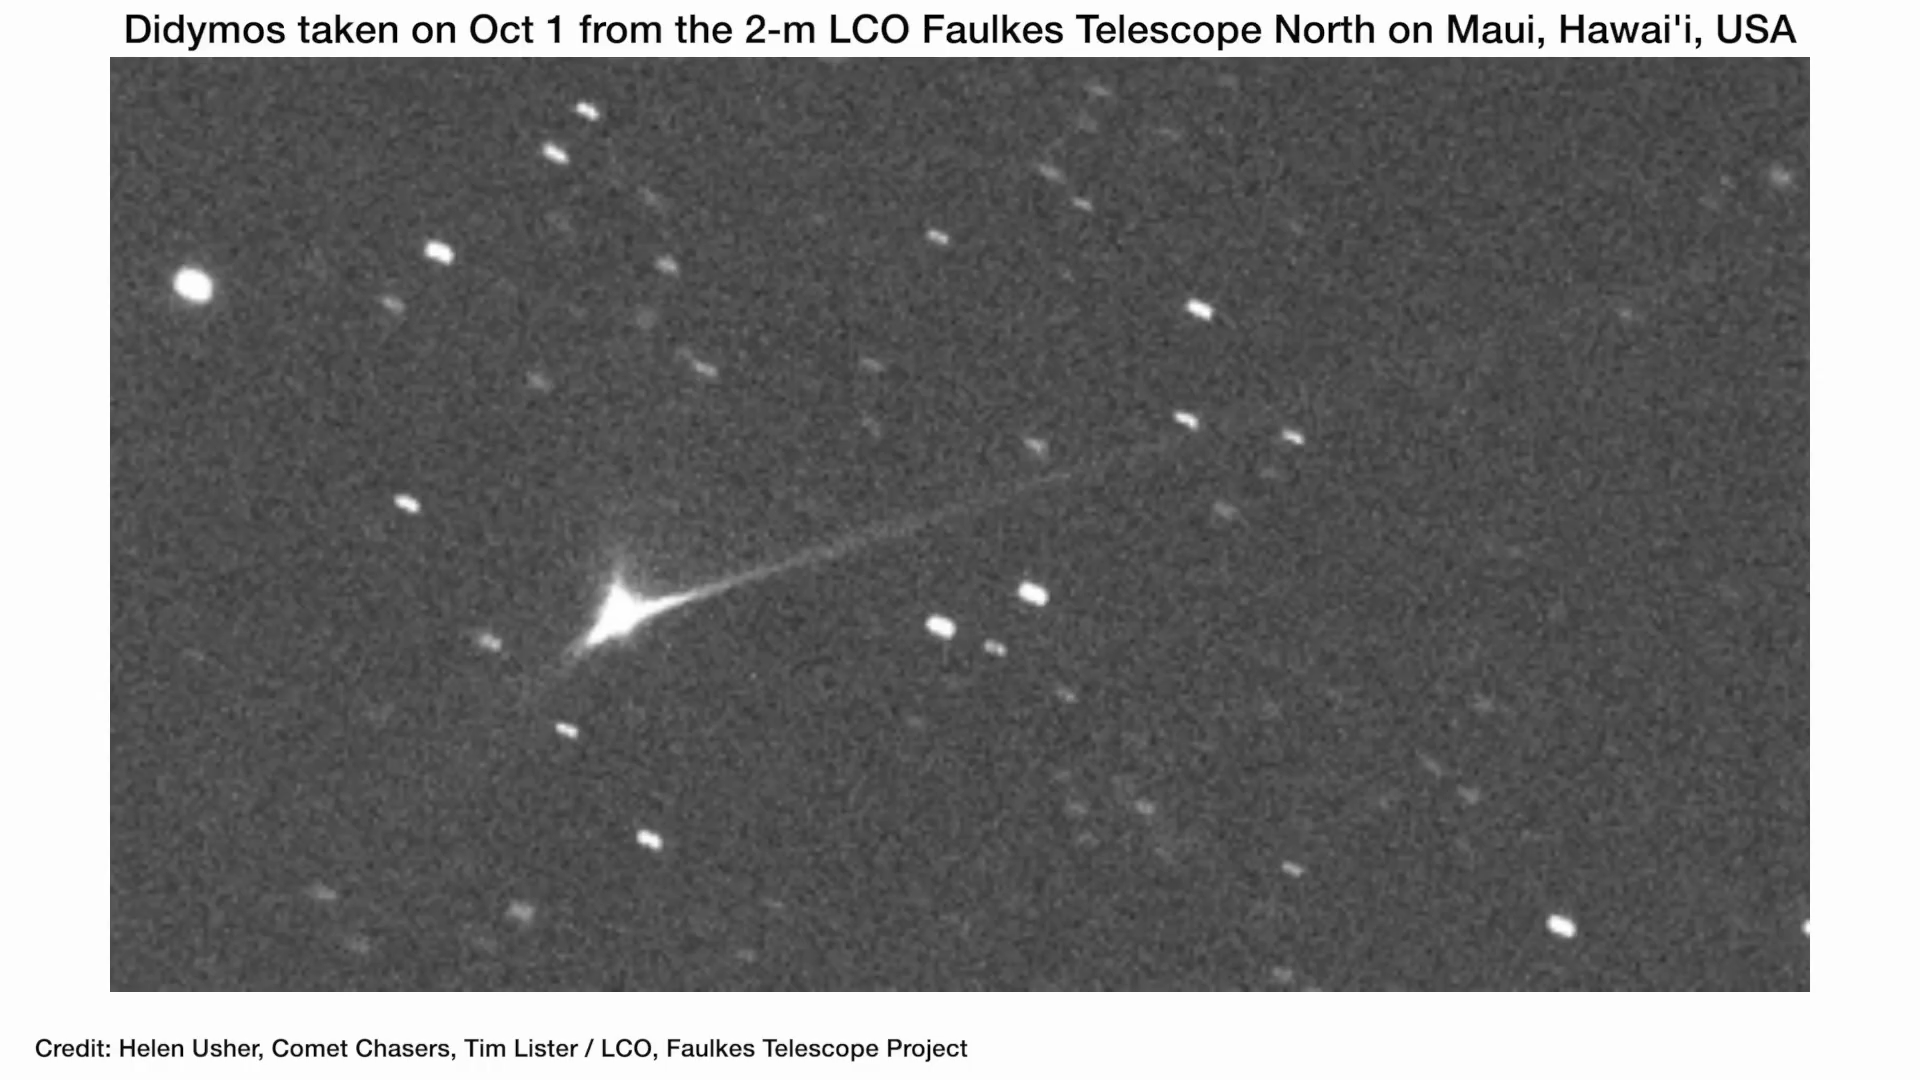 Didymos taken on Oct 1 from the 2-m LCO Faulkes Telescope North on Maui, Hawai'i, USA
Credit: Helen Usher, Comet Chasers, Tim Lister / LCO, Faulkes Telescope Project